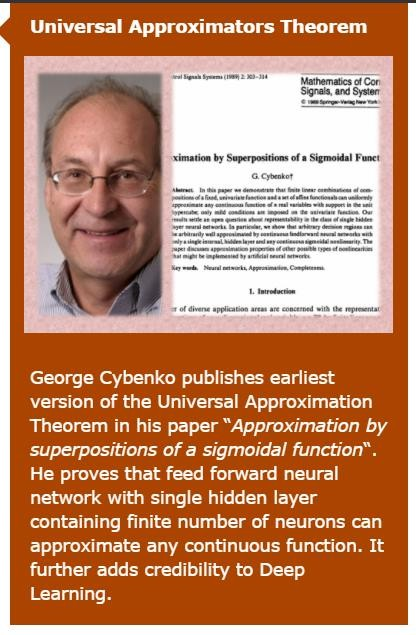 Universal Approximators Theorem
trol Signals Systems (1989) 2: 303–314
Mathematics of Con
Signals, and System
© 1989 Springer-Verlag New York
ximation by Superpositions of a Sigmoidal Funct
G. Cybenko†
Abstract. In this paper we demonstrate that finite linear combinations of com-
positions of a fixed, univariate function and a set of affine functionals can uniformly
approximate any continuous function of n real variables with support in the unit
hypercube; only mild conditions are imposed on the univariate function. Our
results settle an open question about representability in the class of single hidden
layer neural networks. In particular, we show that arbitrary decision regions can
be arbitrarily well approximated by continuous feedforward neural networks with
only a single internal, hidden layer and any continuous sigmoidal nonlinearity. The
paper discusses approximation properties of other possible types of nonlinearities
that might be implemented by artificial neural networks.
Key words. Neural networks, Approximation, Completeness.
1. Introduction
er of diverse application areas are concerned with the representat
George Cybenko publishes earliest
version of the Universal Approximation
Theorem in his paper “Approximation by
superpositions of a sigmoidal function“.
He proves that feed forward neural
network with single hidden layer
containing finite number of neurons can
approximate any continuous function. It
further adds credibility to Deep
Learning.